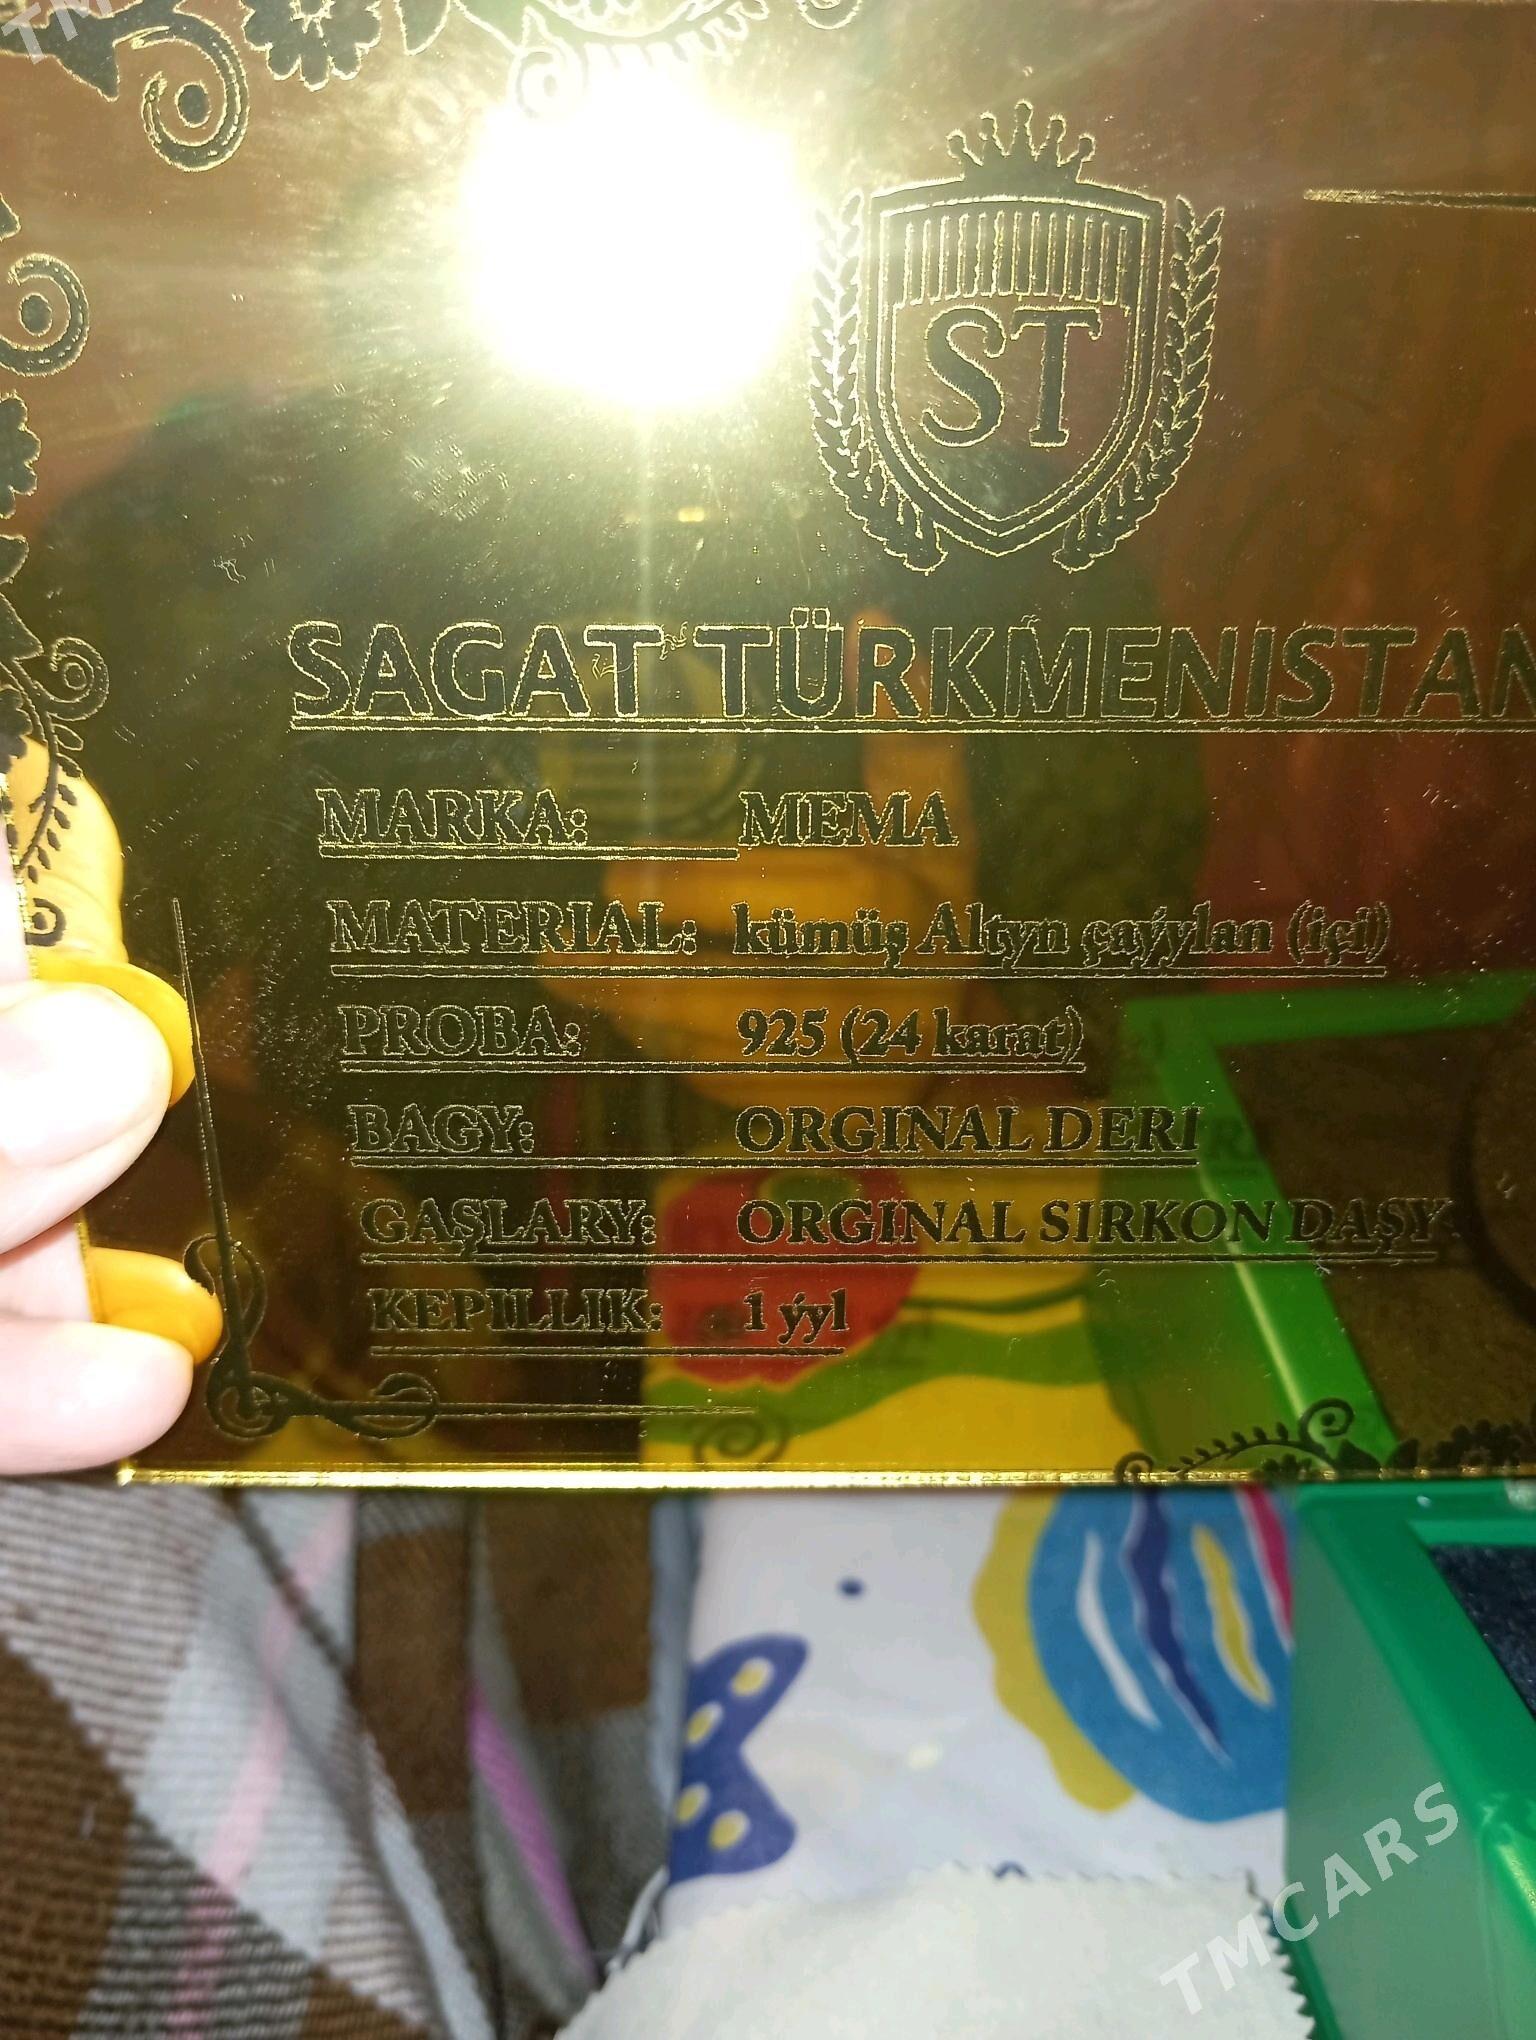 TM
ST
SAGAT TÜRKMENISTAN
MARKA: MEMA
MATERIAL: kümüş Altyn çaýylan (içi)
PROBA: 925 (24 karat)
BAGY: ORGINAL DERI
GAŞLARY: ORGINAL SIRKON DAŞY
KEPILLIK: 1 ýyl
TMCARS